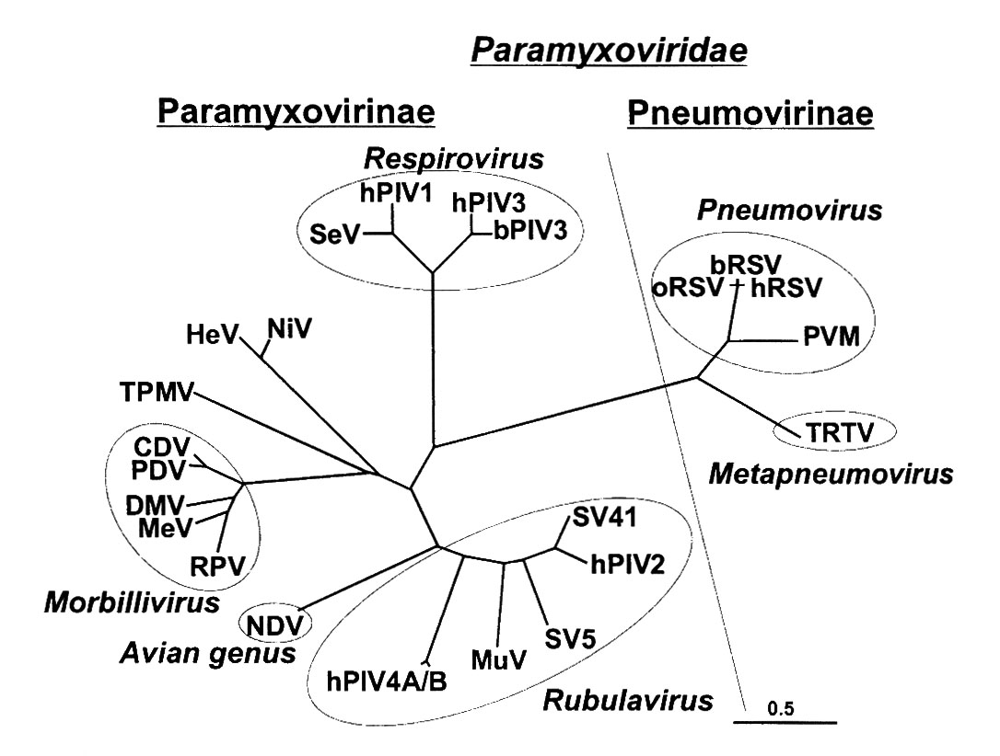 Paramyxoviridae
Paramyxovirinae
Pneumovirinae
Respirovirus
hPIV1
hPIV3
SeV
bPIV3
Pneumovirus
bRSV
oRSV
hRSV
PVM
HeV
NiV
TPMV
TRTV
Metapneumovirus
CDV
PDV
DMV
MeV
RPV
Morbillivirus
NDV
Avian genus
SV41
hPIV2
SV5
MuV
hPIV4A/B
Rubulavirus
0.5